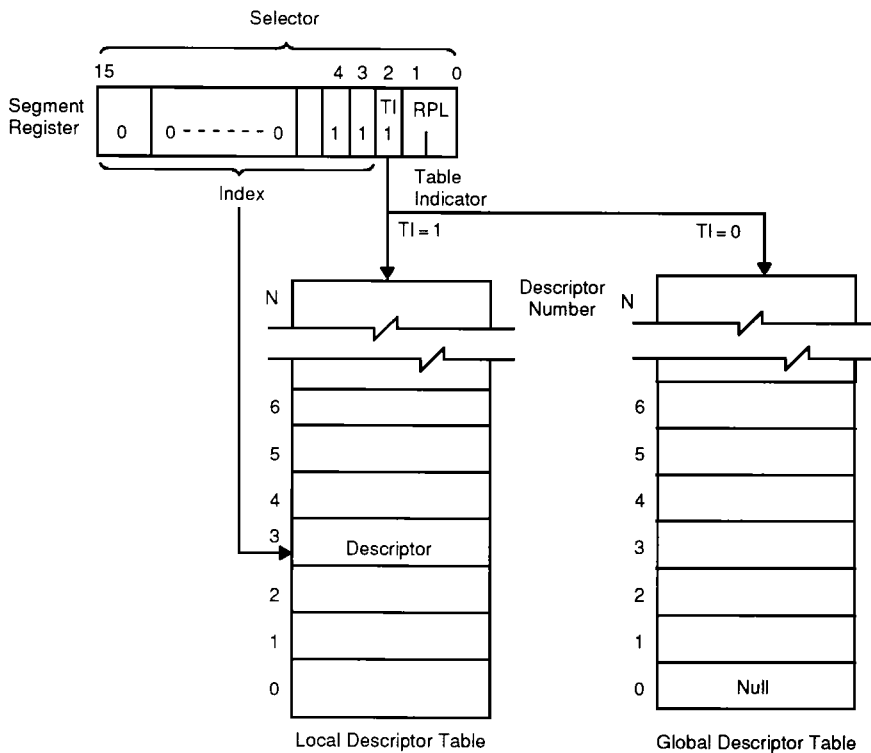 Selector
15 4 3 2 1 0
Segment
Register
TI RPL
0 0 - - - - - - 0 1 1 1
Index
Table
Indicator
TI = 1
TI = 0
Descriptor
Number
N
6
5
4
3
Descriptor
2
1
0
Local Descriptor Table
N
6
5
4
3
2
1
0
Null
Global Descriptor Table